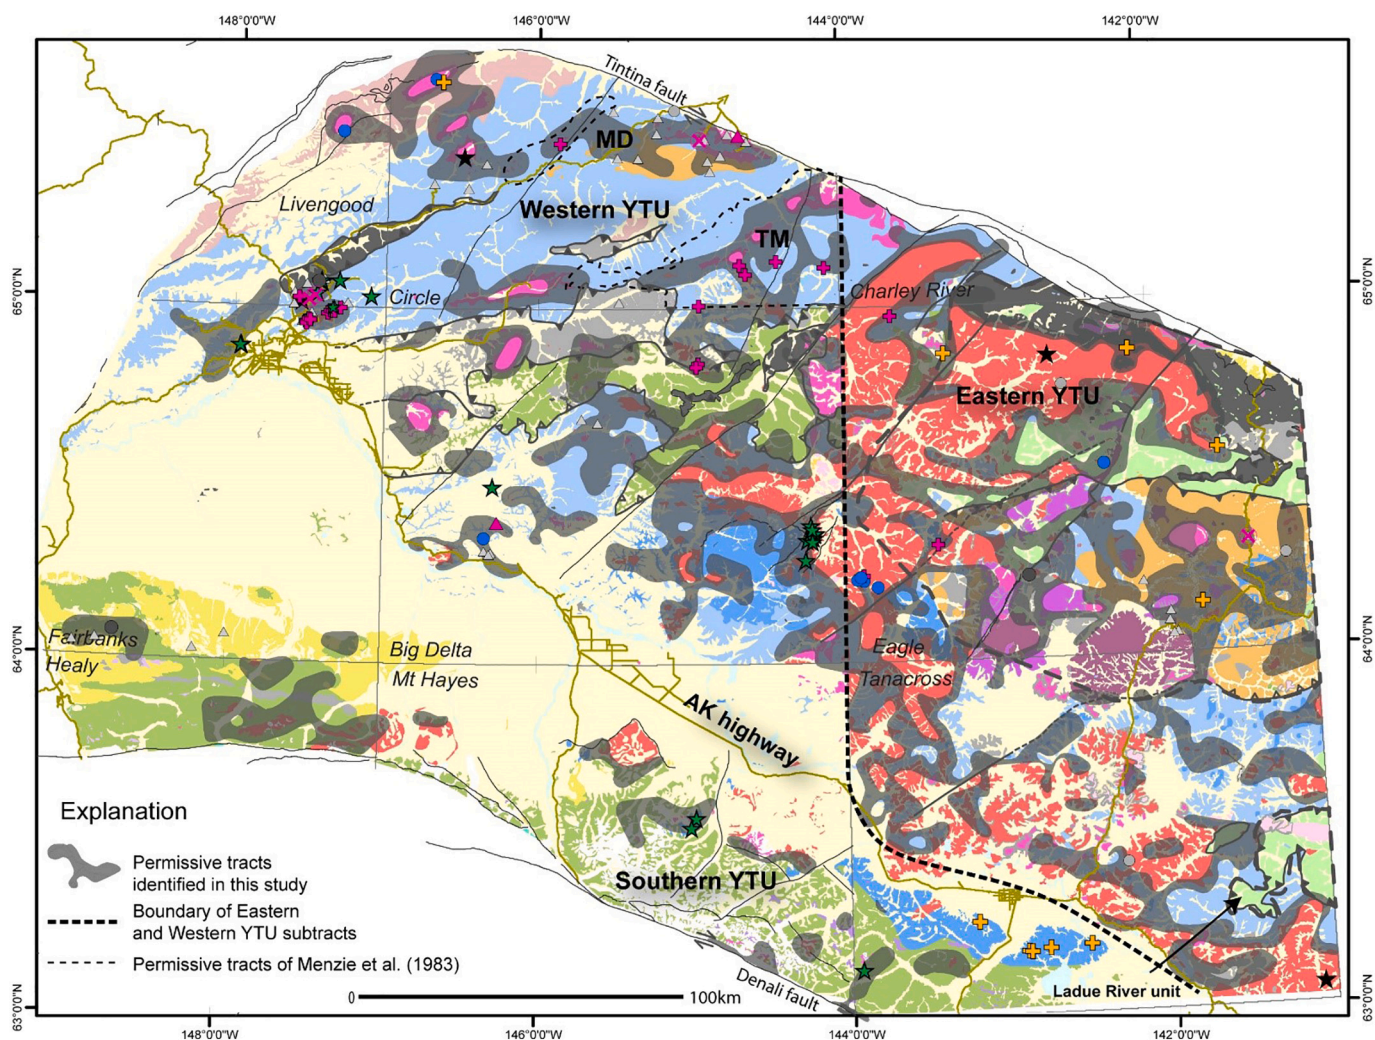 148°0'0"W
146°0'0"W
144°0'0"W
142°0'0"W
Tintina fault
MD
Livengood
Western YTU
TM
65°0'0"N
65°0'0"N
Circle
Charley River
Eastern YTU
64°0'0"N
64°0'0"N
Fairbanks
Healy
Big Delta
Mt Hayes
Eagle
Tanacross
AK highway
Explanation
Permissive tracts
identified in this study
Boundary of Eastern
and Western YTU subtracts
Permissive tracts of Menzie et al. (1983)
Southern YTU
Denali fault
Ladue River unit
0
100km
63°0'0"N
63°0'0"N
148°0'0"W
146°0'0"W
144°0'0"W
142°0'0"W